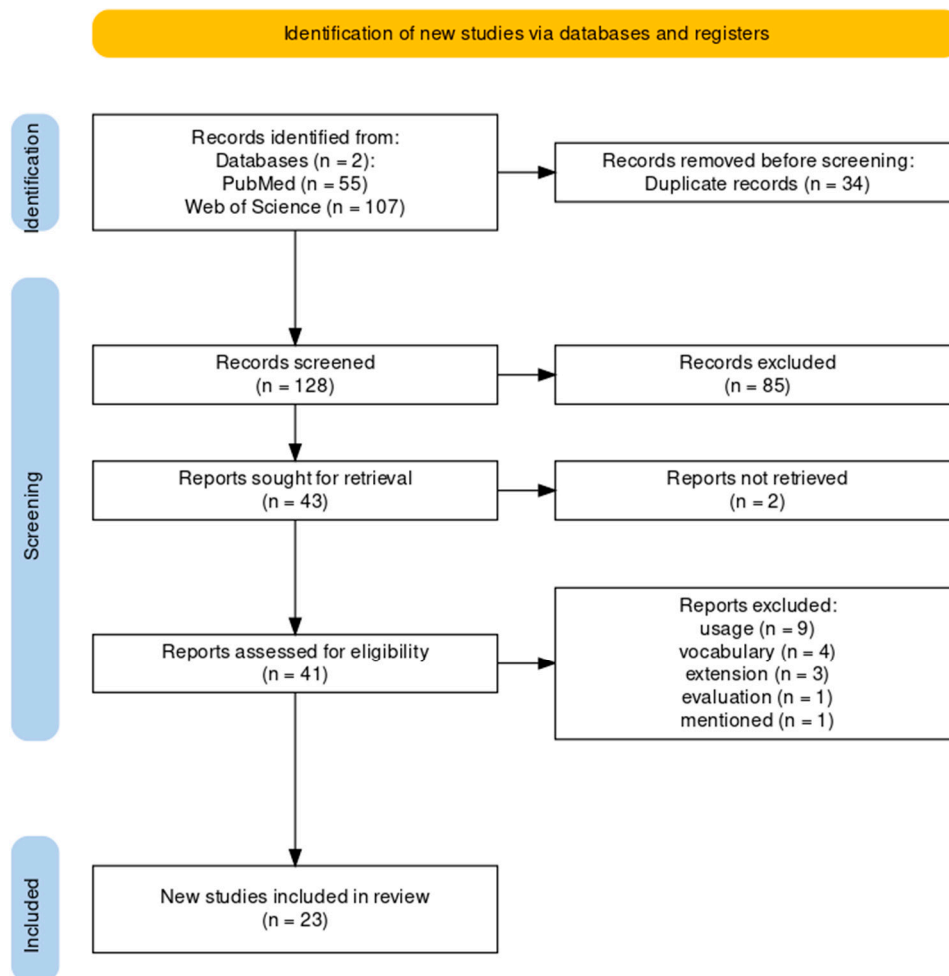 Identification of new studies via databases and registers
Identification
Records identified from:
Databases (n = 2):
PubMed (n = 55)
Web of Science (n = 107)
Records removed before screening:
Duplicate records (n = 34)
Screening
Records screened
(n = 128)
Records excluded
(n = 85)
Reports sought for retrieval
(n = 43)
Reports not retrieved
(n = 2)
Reports assessed for eligibility
(n = 41)
Reports excluded:
usage (n = 9)
vocabulary (n = 4)
extension (n = 3)
evaluation (n = 1)
mentioned (n = 1)
Included
New studies included in review
(n = 23)